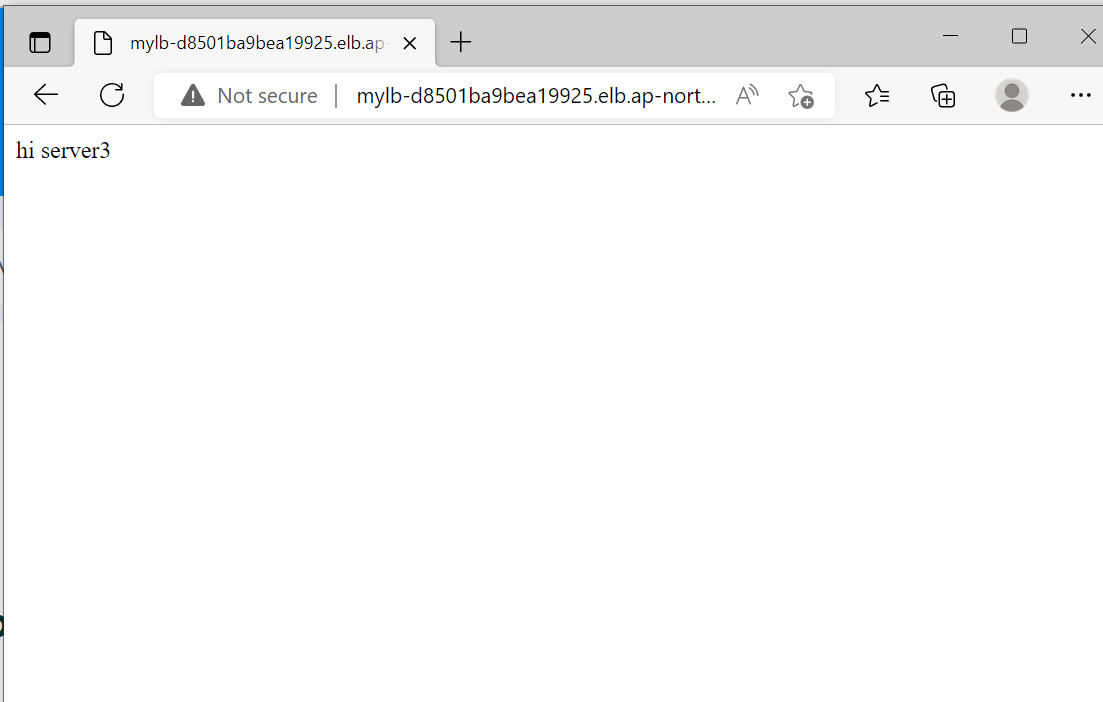 mylb-d8501ba9bea19925.elb.ap-
Not secure | mylb-d8501ba9bea19925.elb.ap-nort...
hi server3